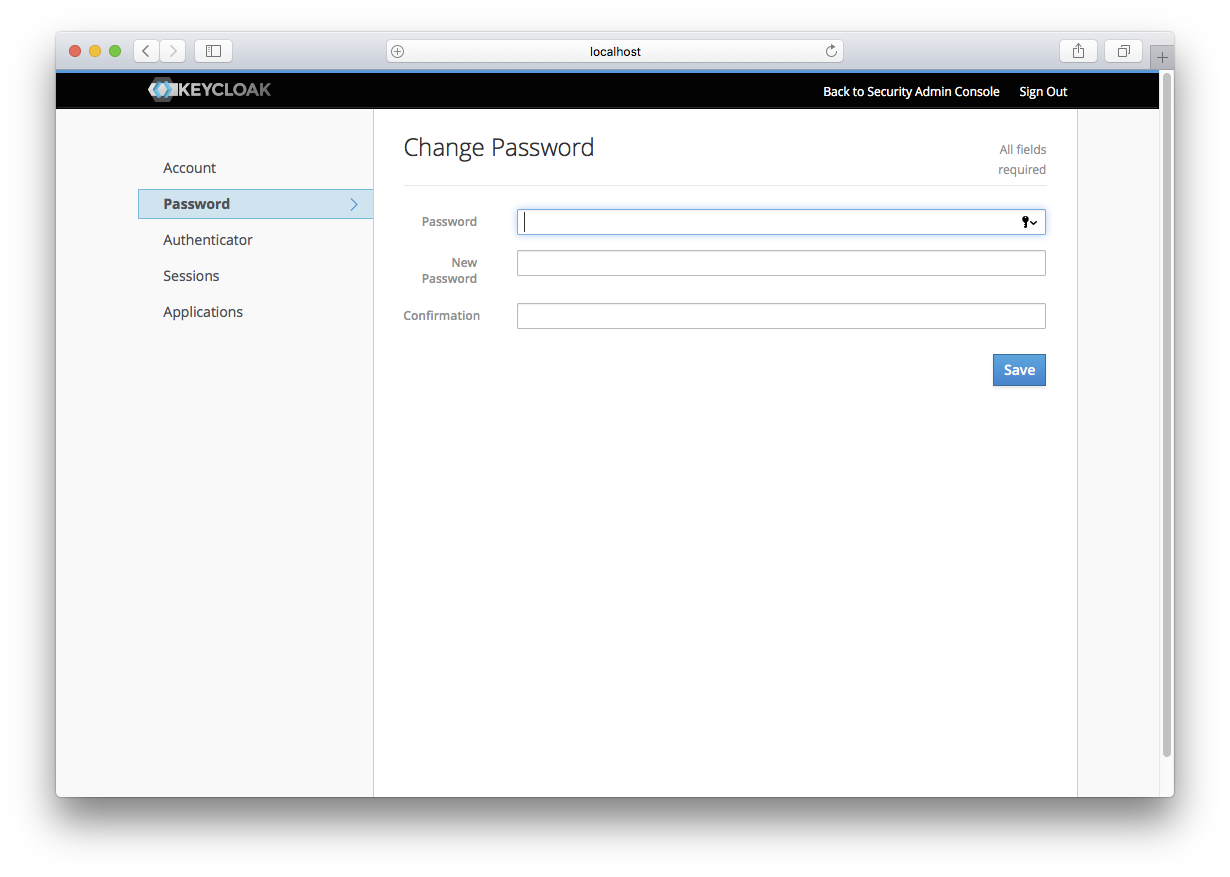 localhost
KEYCLOAK
Back to Security Admin Console Sign Out
Account
Password
Authenticator
Sessions
Applications
Change Password
All fields
required
Password
New
Password
Confirmation
Save